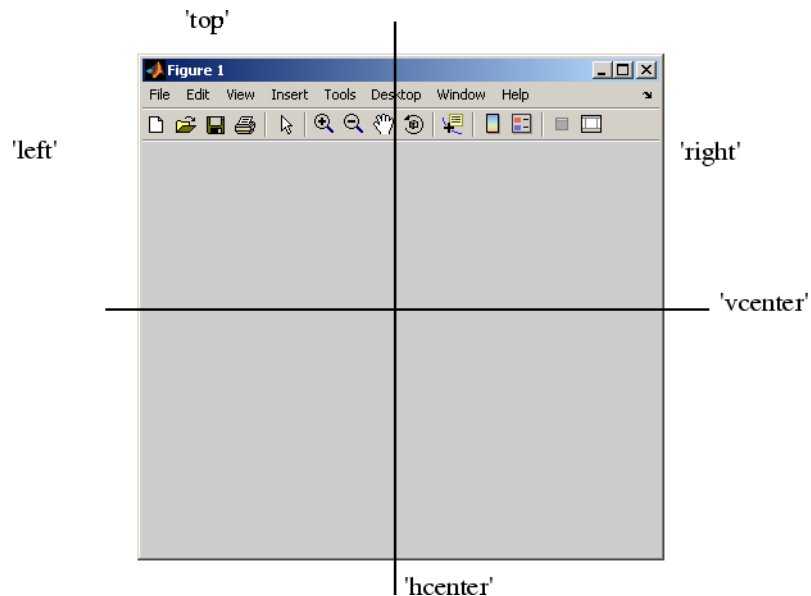 'top'
Figure 1
File Edit View Insert Tools Desktop Window Help
'left'
'right'
'vcenter'
'hcenter'